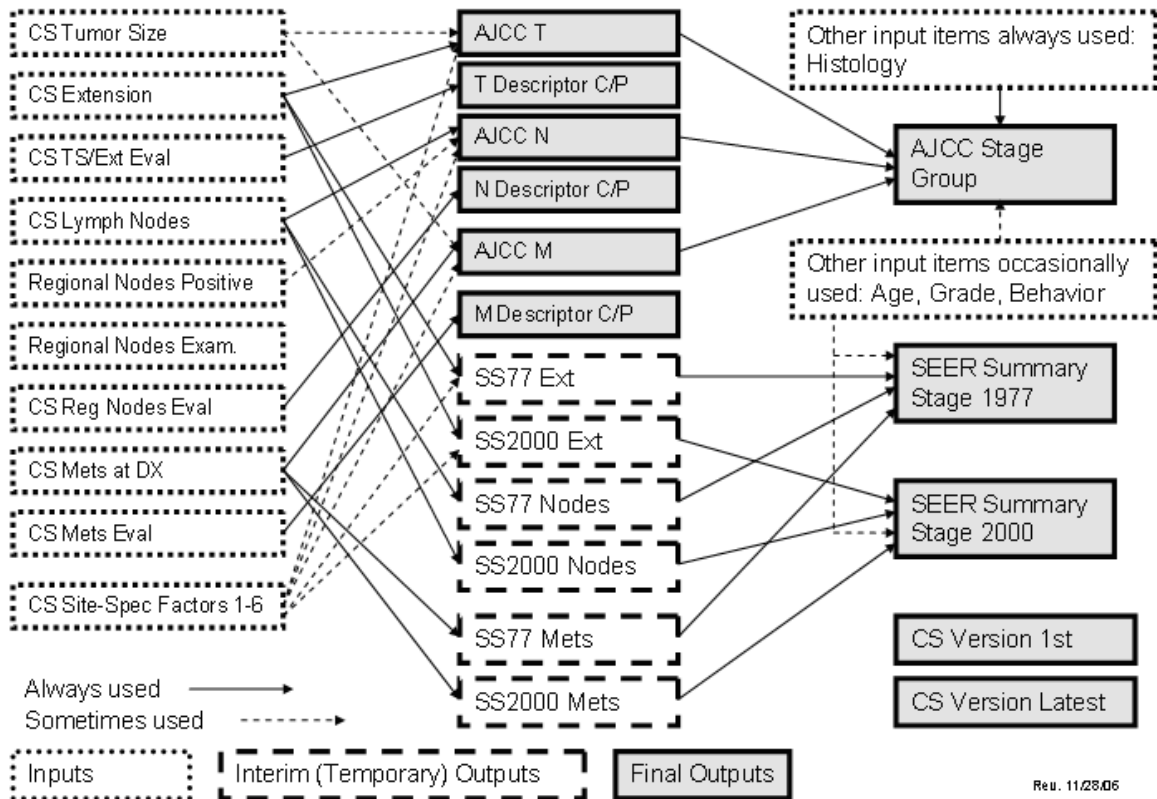 CS Tumor Size
CS Extension
CS TS/Ext Eval
CS Lymph Nodes
Regional Nodes Positive
Regional Nodes Exam.
CS Reg Nodes Eval
CS Mets at DX
CS Mets Eval
CS Site-Spec Factors 1-6
AJCC T
T Descriptor C/P
AJCC N
N Descriptor C/P
AJCC M
M Descriptor C/P
SS77 Ext
SS2000 Ext
SS77 Nodes
SS2000 Nodes
SS77 Mets
SS2000 Mets
Other input items always used:
Histology
AJCC Stage
Group
Other input items occasionally
used: Age, Grade, Behavior
SEER Summary
Stage 1977
SEER Summary
Stage 2000
CS Version 1st
CS Version Latest
Always used
Sometimes used
Inputs
Interim (Temporary) Outputs
Final Outputs
Rev. 11/28/06